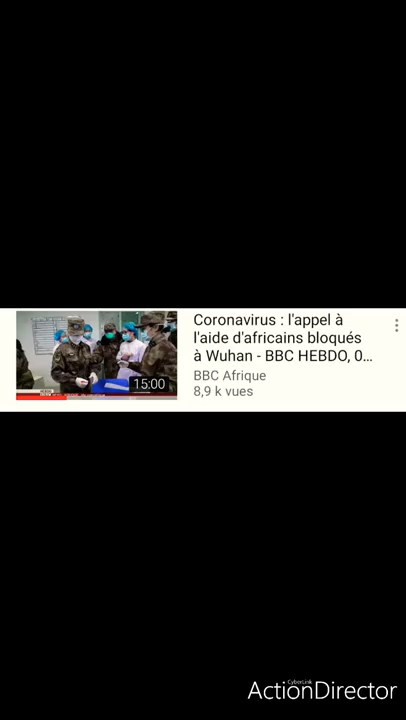 15:00
Coronavirus : l'appel à
l'aide d'africains bloqués
à Wuhan - BBC HEBDO, 0...
BBC Afrique
8,9 k vues
CyberLink
ActionDirector